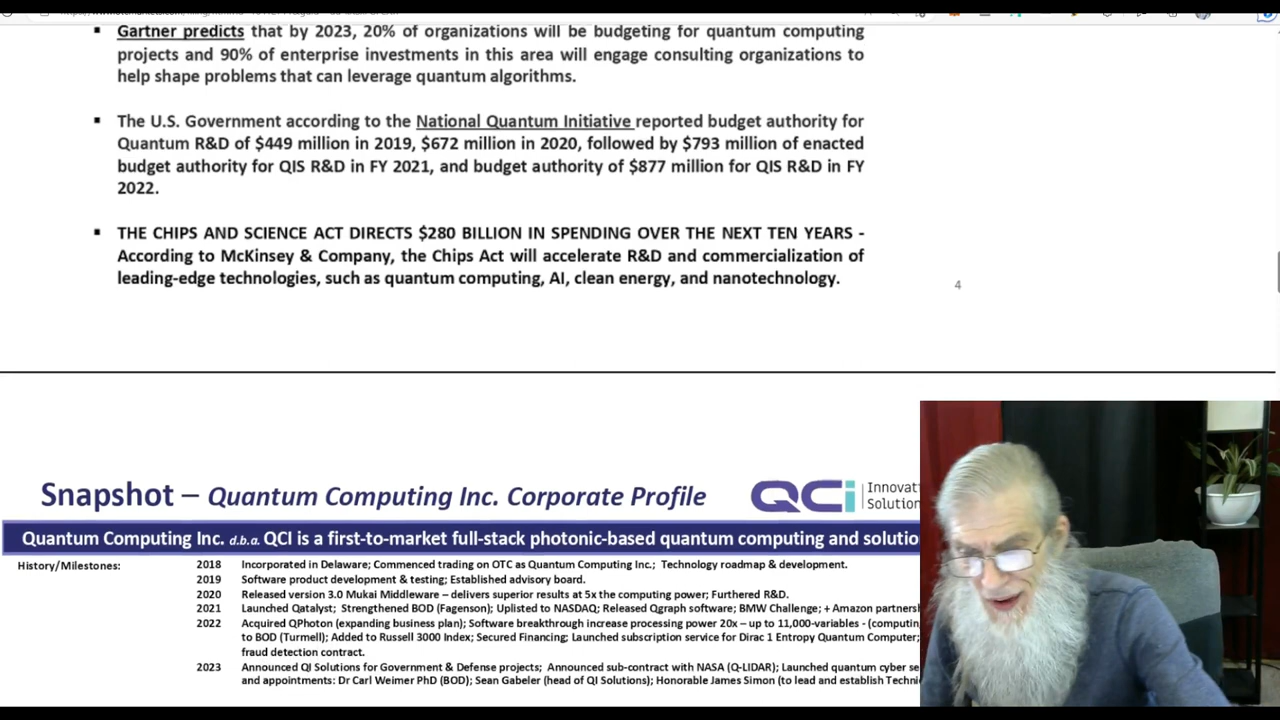 ▪ Gartner predicts that by 2023, 20% of organizations will be budgeting for quantum computing
projects and 90% of enterprise investments in this area will engage consulting organizations to
help shape problems that can leverage quantum algorithms.
▪ The U.S. Government according to the National Quantum Initiative reported budget authority for
Quantum R&D of $449 million in 2019, $672 million in 2020, followed by $793 million of enacted
budget authority for QIS R&D in FY 2021, and budget authority of $877 million for QIS R&D in FY
2022.
▪ THE CHIPS AND SCIENCE ACT DIRECTS $280 BILLION IN SPENDING OVER THE NEXT TEN YEARS -
According to McKinsey & Company, the Chips Act will accelerate R&D and commercialization of
leading-edge technologies, such as quantum computing, AI, clean energy, and nanotechnology.
4
Snapshot – Quantum Computing Inc. Corporate Profile
QCi Innovat
Solution
Quantum Computing Inc. d.b.a. QCI is a first-to-market full-stack photonic-based quantum computing and solutio
History/Milestones: 2018 Incorporated in Delaware; Commenced trading on OTC as Quantum Computing Inc.; Technology roadmap & development.
2019 Software product development & testing; Established advisory board.
2020 Released version 3.0 Mukai Middleware – delivers superior results at 5x the computing power; Furthered R&D.
2021 Launched Qatalyst; Strengthened BOD (Fagenson); Uplisted to NASDAQ; Released Qgraph software; BMW Challenge; + Amazon partnersh
2022 Acquired QPhoton (expanding business plan); Software breakthrough increase processing power 20x – up to 11,000-variables - (computin
to BOD (Turmell); Added to Russell 3000 Index; Secured Financing; Launched subscription service for Dirac 1 Entropy Quantum Computer;
fraud detection contract.
2023 Announced QI Solutions for Government & Defense projects; Announced sub-contract with NASA (Q-LIDAR); Launched quantum cyber se
and appointments: Dr Carl Weimer PhD (BOD); Sean Gabeler (head of QI Solutions); Honorable James Simon (to lead and establish Techni